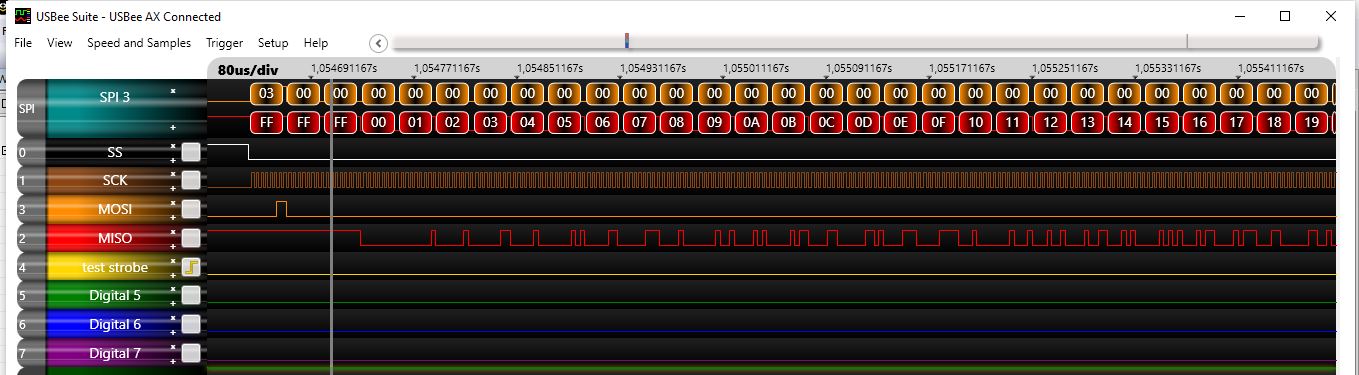 USBee Suite - USBee AX Connected
File View Speed and Samples Trigger Setup Help
80us/div 1,054691167s 1,054771167s 1,054851167s 1,054931167s 1,055011167s 1,055091167s 1,055171167s 1,055251167s 1,055331167s 1,055411167s
SPI SPI 3 03 00 00 00 00 00 00 00 00 00 00 00 00 00 00 00 00 00 00 00 00 00 00 00 00 00 00 00 00
FF FF FF 00 01 02 03 04 05 06 07 08 09 0A 0B 0C 0D 0E 0F 10 11 12 13 14 15 16 17 18 19
0 SS
1 SCK
3 MOSI
2 MISO
4 test strobe
5 Digital 5
6 Digital 6
7 Digital 7